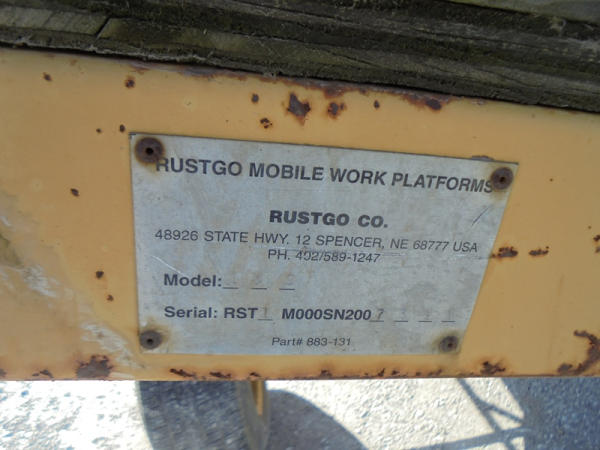 RUSTGO MOBILE WORK PLATFORMS
RUSTGO CO.
48926 STATE HWY. 12 SPENCER, NE 68777 USA
PH. 402/589-1247
Model:
Serial: RST M000SN200
Part# 883-131